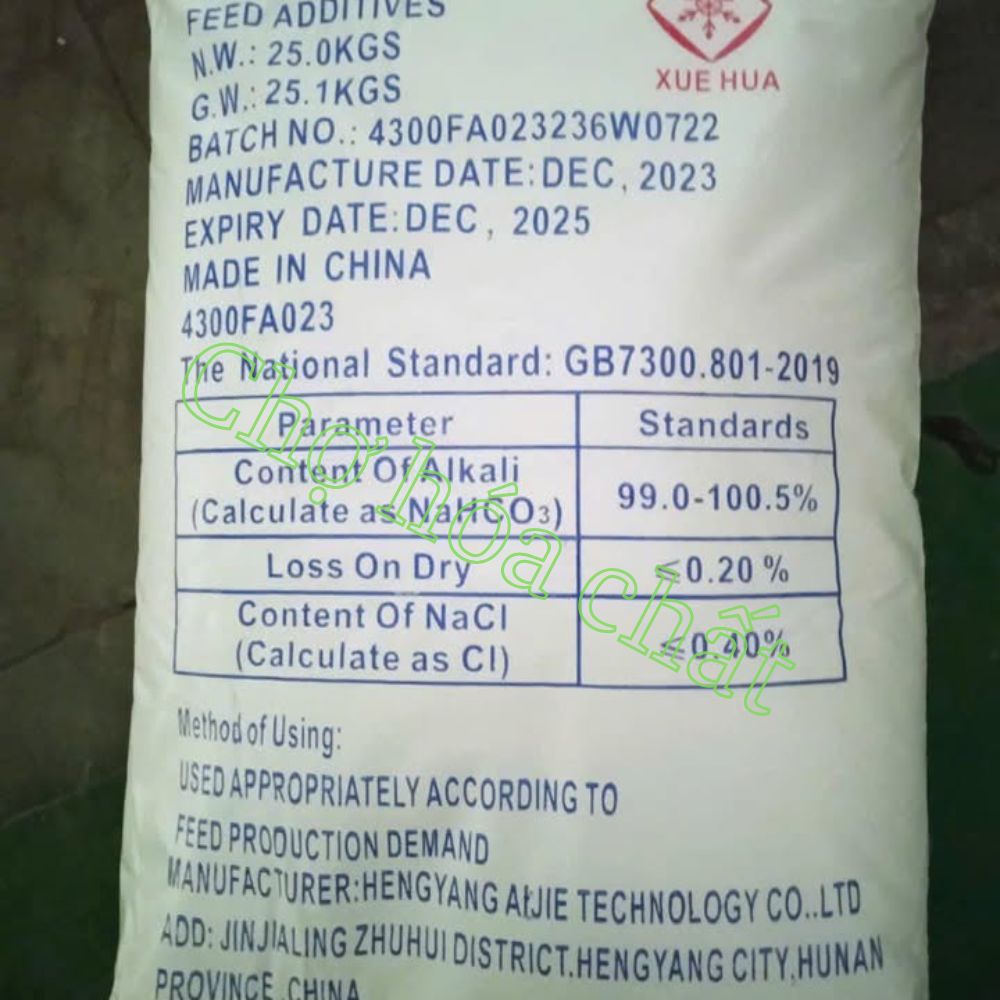 FEED ADDITIVES
N.W.: 25.0KGS
G.W.: 25.1KGS
XUE HUA
BATCH NO.: 4300FA023236W0722
MANUFACTURE DATE:DEC, 2023
EXPIRY DATE:DEC, 2025
MADE IN CHINA
4300FA023
The National Standard: GB7300.801-2019
Parameter Standards
Content Of Alkali
(Calculate as NaHCO3) 99.0-100.5%
Loss On Dry ≤0.20 %
Content Of NaCl
(Calculate as Cl) ≤0.40%
Chợ hóa chất
Method of Using:
USED APPROPRIATELY ACCORDING TO
FEED PRODUCTION DEMAND
MANUFACTURER:HENGYANG AIJIE TECHNOLOGY CO..LTD
ADD: JINJIALING ZHUHUI DISTRICT.HENGYANG CITY,HUNAN
PROVINCE ,CHINA